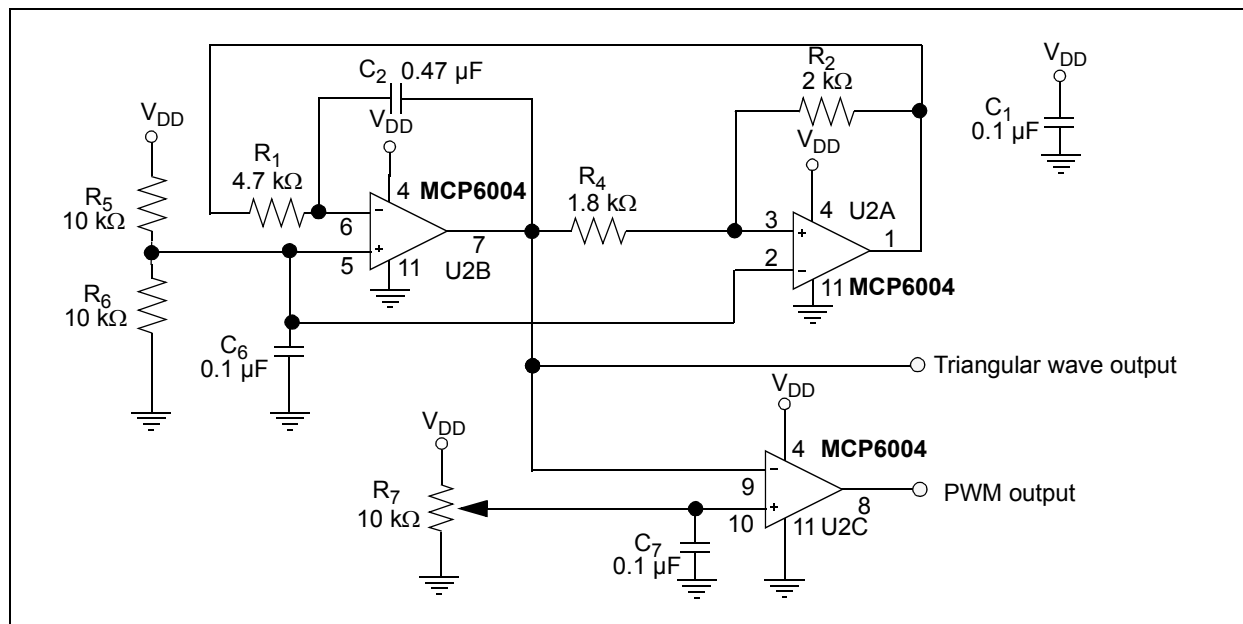 R2
2 kΩ
VDD
C1
0.1 µF
C2 0.47 µF
VDD
VDD
VDD
R1
4.7 kΩ
4
MCP6004
6
5
7
11
U2B
R5
10 kΩ
R6
10 kΩ
C6
0.1 µF
R4
1.8 kΩ
3
2
4
U2A
1
11
MCP6004
Triangular wave output
VDD
R7
10 kΩ
C7
0.1 µF
VDD
4
MCP6004
9
10
8
11
U2C
PWM output
-
+
+
-
-
+